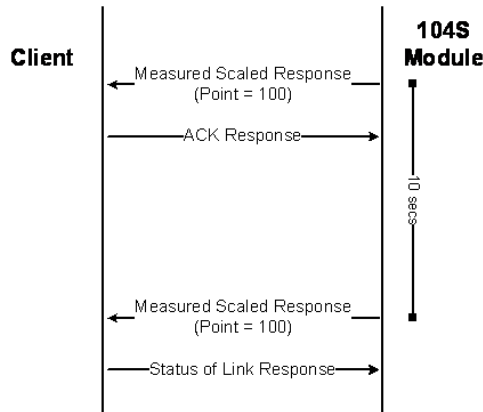 Client
104S
Module
Measured Scaled Response
(Point = 100)
ACK Response
10 secs
Measured Scaled Response
(Point = 100)
Status of Link Response